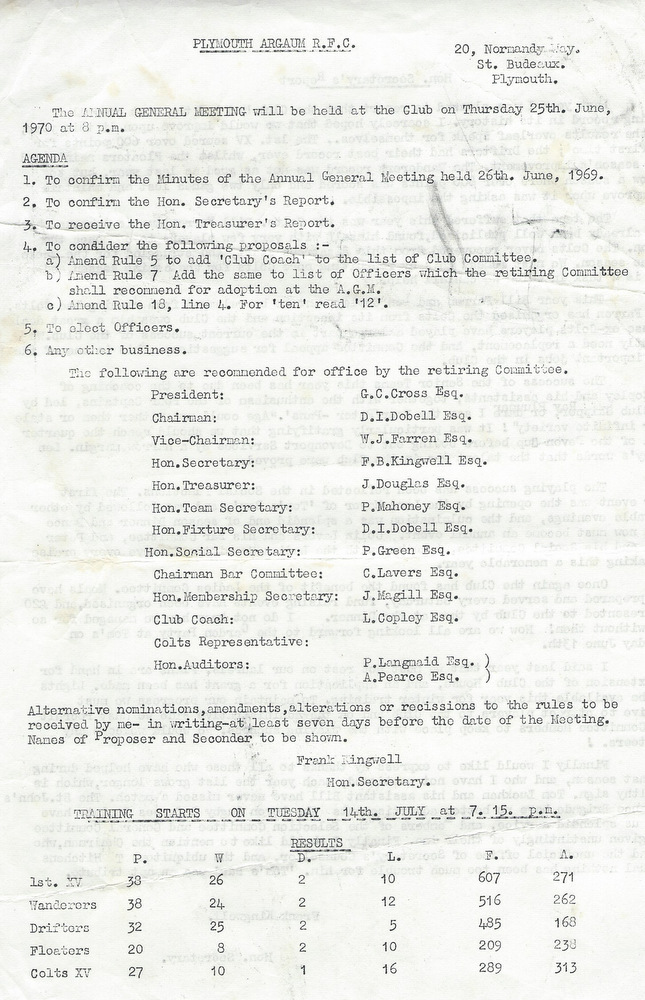 PLYMOUTH ARGAUM R.F.C.
20, Normandy Way.
St. Budeaux.
Plymouth.
The ANNUAL GENERAL MEETING will be held at the Club on Thursday 25th. June,
1970 at 8 p.m.
AGENDA
1. To confirm the Minutes of the Annual General Meeting held 26th. June, 1969.
2. To confirm the Hon. Secretary's Report.
3. To receive the Hon. Treasurer's Report.
4. To condider the following proposals :-
a) Amend Rule 5 to add 'Club Coach' to the list of Club Committee.
b) Amend Rule 7 Add the same to list of Officers which the retiring Committee
shall recommend for adoption at the A.G.M.
c) Amend Rule 18, line 4. For 'ten' read '12'.
5. To elect Officers.
6. Any other business.
The following are recommended for office by the retiring Committee.
President: G.C.Cross Esq.
Chairman: D.I.Dobell Esq.
Vice-Chairman: W.J.Farren Esq.
Hon.Secretary: F.B.Kingwell Esq.
Hon.Treasurer: J.Douglas Esq.
Hon.Team Secretary: P.Mahoney Esq.
Hon.Fixture Secretary: D.I.Dobell Esq.
Hon.Social Secretary: P.Green Esq.
Chairman Bar Committee: C.Lavers Esq.
Hon.Membership Secretary: J.Magill Esq.
Club Coach: L.Copley Esq.
Colts Representative:
Hon.Auditors: P.Langmaid Esq. )
A.Pearce Esq. )
Alternative nominations,amendments,alterations or recissions to the rules to be
received by me- in writing-at least seven days before the date of the Meeting.
Names of Proposer and Seconder to be shown.
Frank Kingwell
Hon.Secretary.
TRAINING STARTS ON TUESDAY 14th. JULY at 7. 15. p.m.
RESULTS
P. W D. L. F. A.
1st. XV 38 26 2 10 607 271
Wanderers 38 24 2 12 516 262
Drifters 32 25 2 5 485 168
Floaters 20 8 2 10 209 238
Colts XV 27 10 1 16 289 313